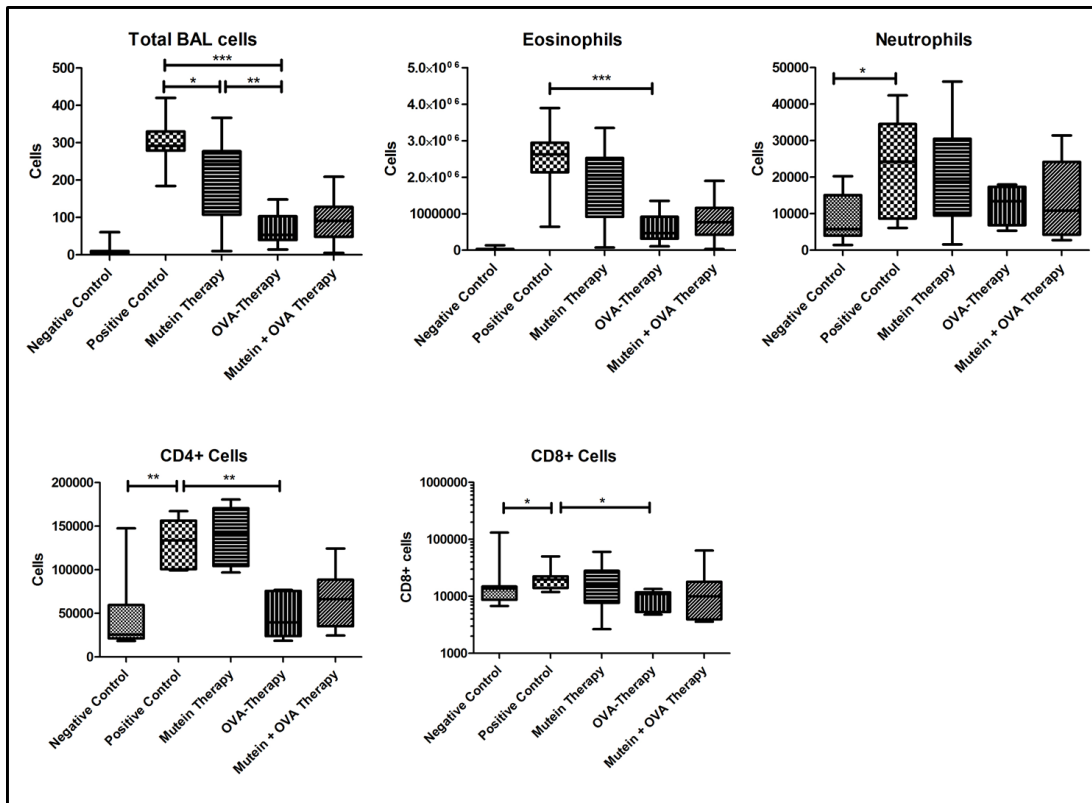 Total BAL cells
***
*
**
500
400
300
200
100
0
Cells
Negative Control
Positive Control
Mutein Therapy
OVA-Therapy
Mutein + OVA Therapy
Eosinophils
***
5.0×10⁰⁶
4.0×10⁰⁶
3.0×10⁰⁶
2.0×10⁰⁶
1000000
0
Cells
Negative Control
Positive Control
Mutein Therapy
OVA-Therapy
Mutein + OVA Therapy
Neutrophils
*
50000
40000
30000
20000
10000
0
Cells
Negative Control
Positive Control
Mutein Therapy
OVA-Therapy
Mutein + OVA Therapy
CD4+ Cells
**
**
200000
150000
100000
50000
0
Cells
Negative Control
Positive Control
Mutein Therapy
OVA-Therapy
Mutein + OVA Therapy
CD8+ Cells
*
*
1000000
100000
10000
1000
CD8+ cells
Negative Control
Positive Control
Mutein Therapy
OVA-Therapy
Mutein + OVA Therapy